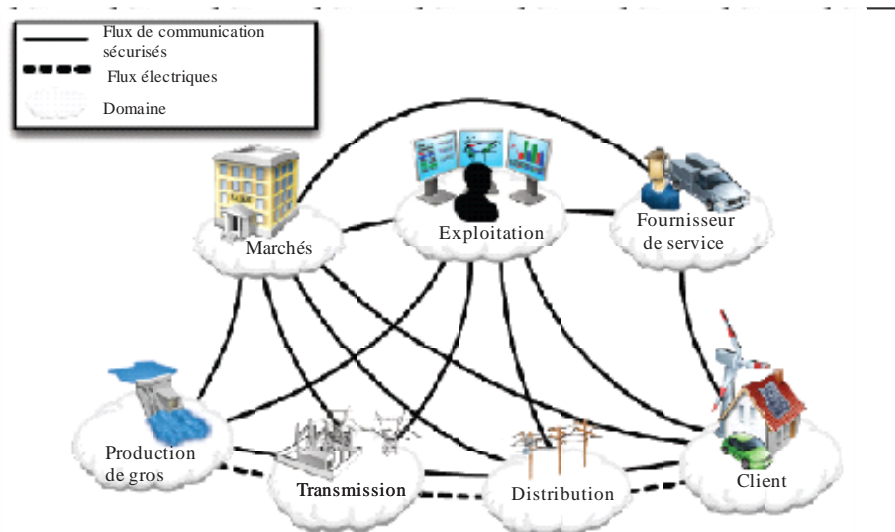 Flux de communication
sécurisés
Flux électriques
Domaine
Marchés
Exploitation
Fournisseur
de service
Production
de gros
Transmission
Distribution
Client